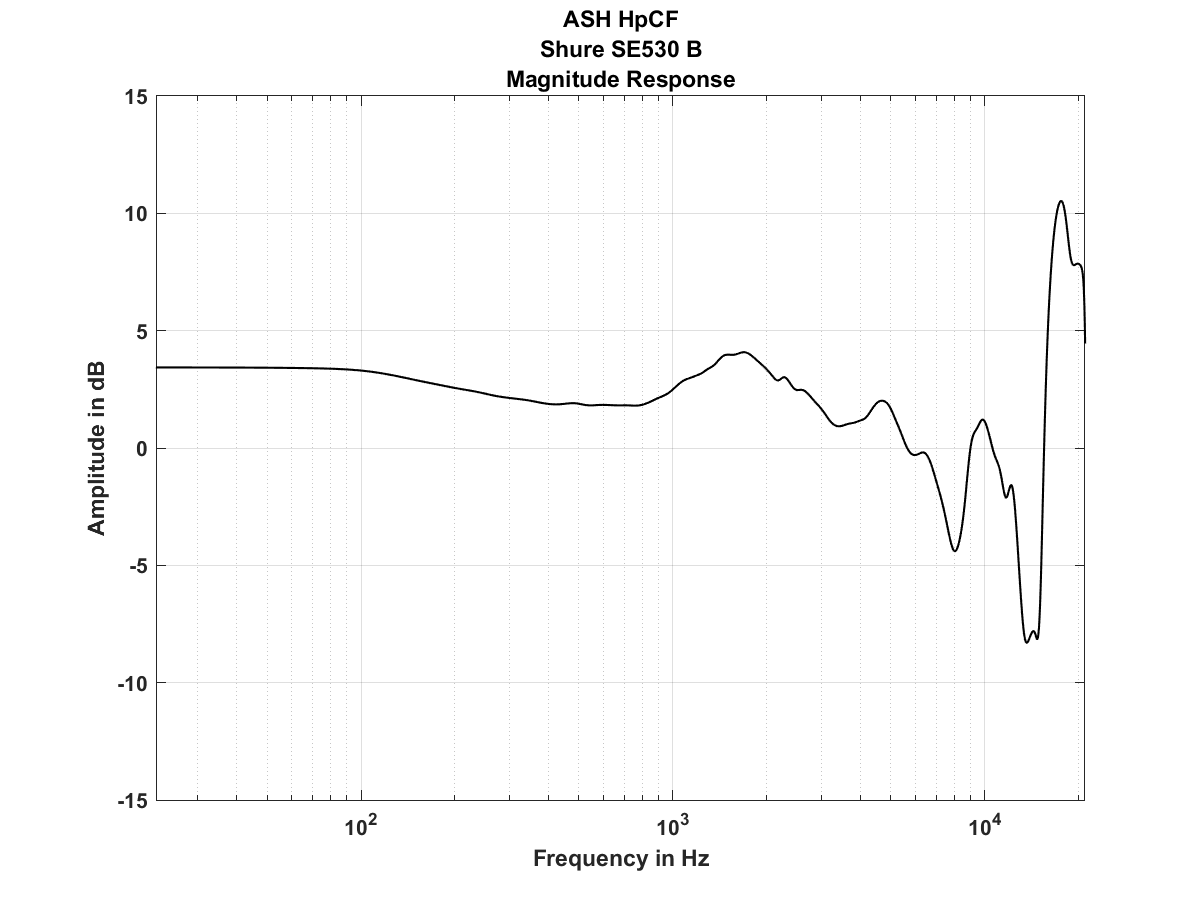 ASH HpCF
Shure SE530 B
Magnitude Response
15
10
5
0
-5
-10
-15
Amplitude in dB
10²
10³
10⁴
Frequency in Hz